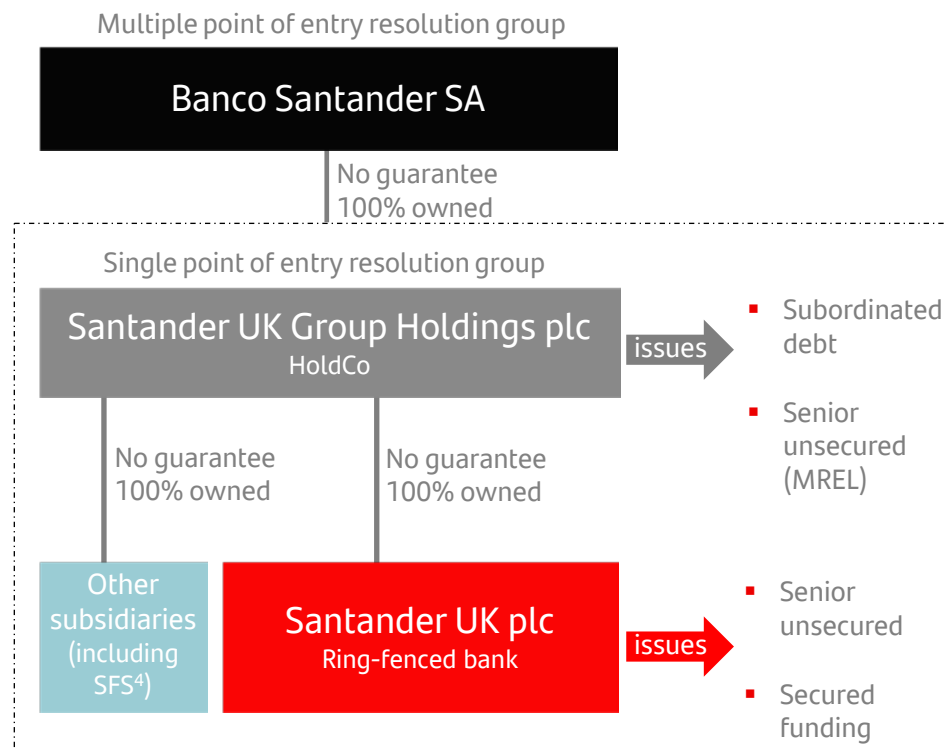 Multiple point of entry resolution group
Banco Santander SA
No guarantee
100% owned
Single point of entry resolution group
Santander UK Group Holdings plc
HoldCo
issues
▪ Subordinated
debt
▪ Senior
unsecured
(MREL)
No guarantee
100% owned
No guarantee
100% owned
Other
subsidiaries
(including
SFS⁴)
Santander UK plc
Ring-fenced bank
issues
▪ Senior
unsecured
▪ Secured
funding